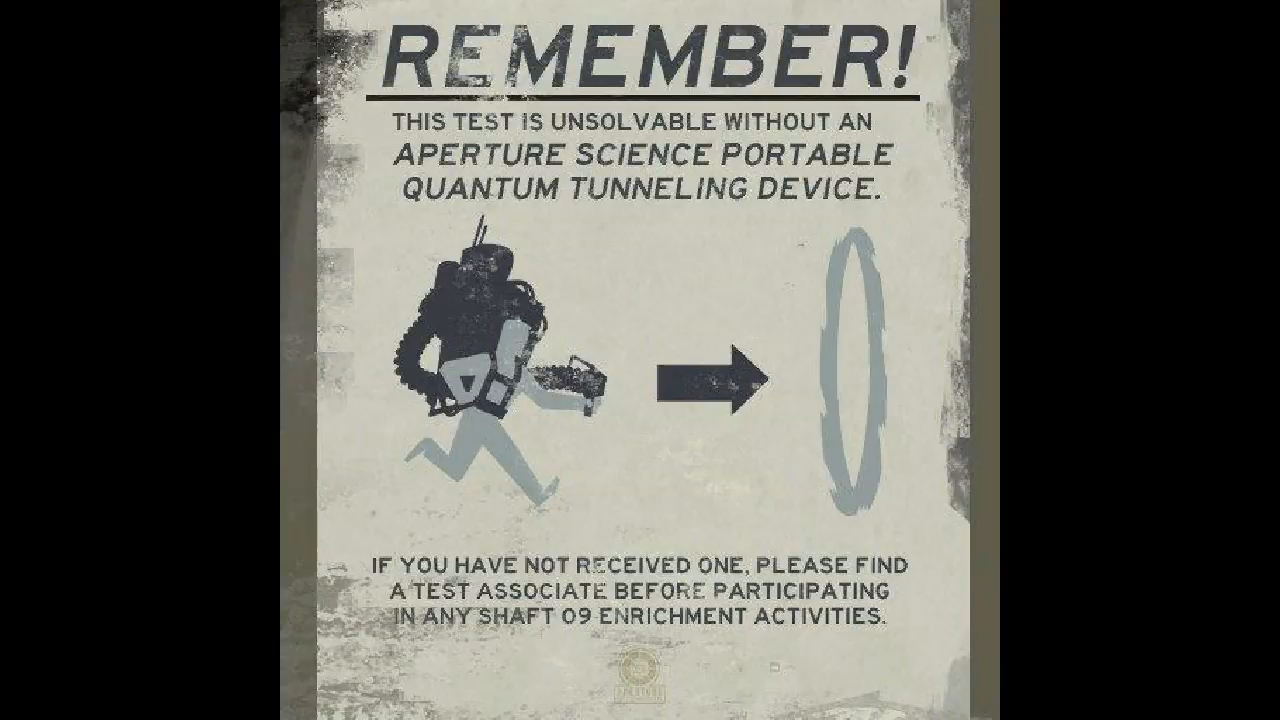 REMEMBER!
THIS TEST IS UNSOLVABLE WITHOUT AN
APERTURE SCIENCE PORTABLE
QUANTUM TUNNELING DEVICE.
IF YOU HAVE NOT RECEIVED ONE, PLEASE FIND
A TEST ASSOCIATE BEFORE PARTICIPATING
IN ANY SHAFT 09 ENRICHMENT ACTIVITIES.